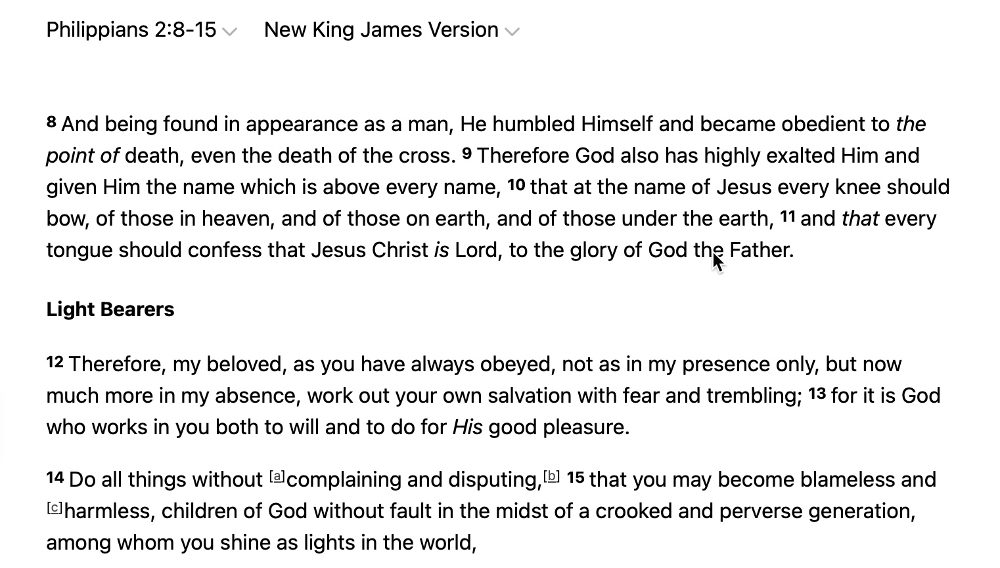 Philippians 2:8-15 New King James Version
8 And being found in appearance as a man, He humbled Himself and became obedient to the
point of death, even the death of the cross. 9 Therefore God also has highly exalted Him and
given Him the name which is above every name, 10 that at the name of Jesus every knee should
bow, of those in heaven, and of those on earth, and of those under the earth, 11 and that every
tongue should confess that Jesus Christ is Lord, to the glory of God the Father.
Light Bearers
12 Therefore, my beloved, as you have always obeyed, not as in my presence only, but now
much more in my absence, work out your own salvation with fear and trembling; 13 for it is God
who works in you both to will and to do for His good pleasure.
14 Do all things without [a]complaining and disputing,[b] 15 that you may become blameless and
[c]harmless, children of God without fault in the midst of a crooked and perverse generation,
among whom you shine as lights in the world,